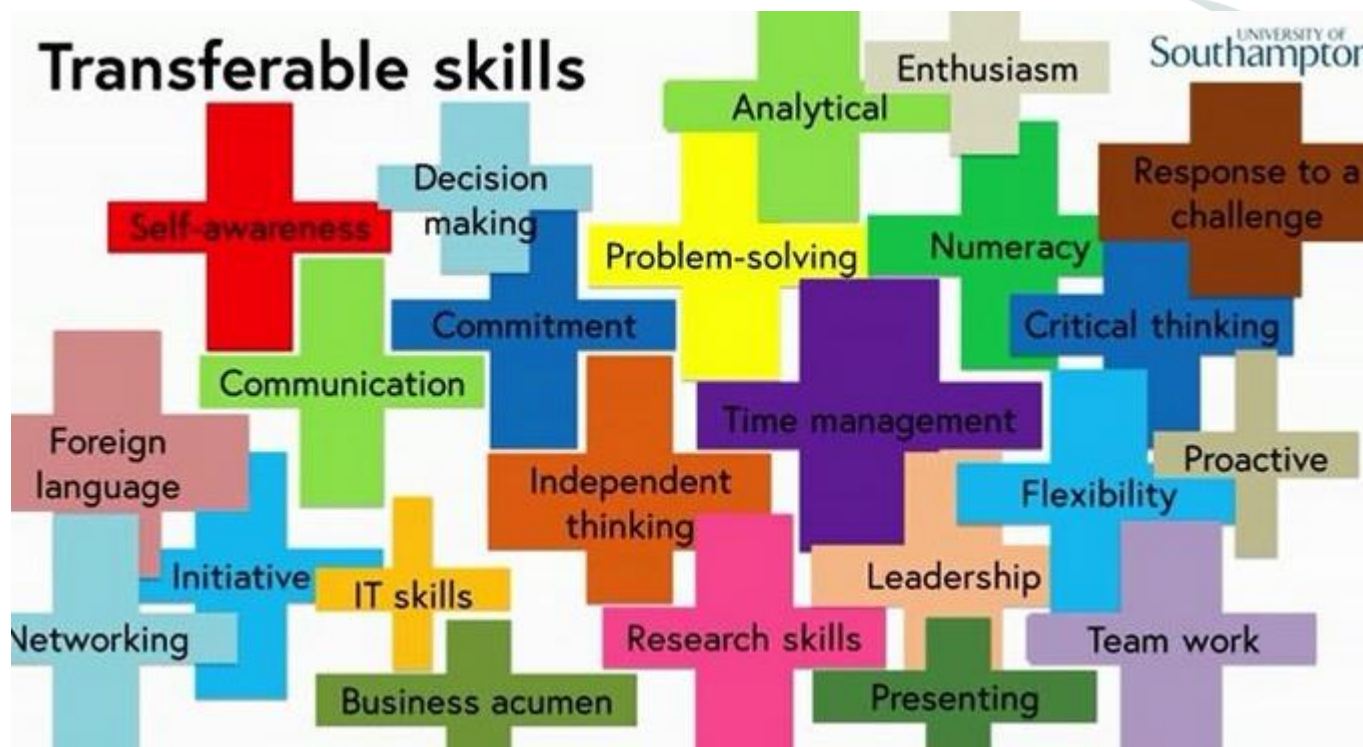 Transferable skills
UNIVERSITY OF
Southampton
Enthusiasm
Analytical
Decision
making
Response to a
challenge
Self-awareness
Problem-solving
Numeracy
Commitment
Critical thinking
Communication
Time management
Foreign
language
Independent
thinking
Proactive
Flexibility
Initiative
IT skills
Leadership
Networking
Research skills
Team work
Business acumen
Presenting